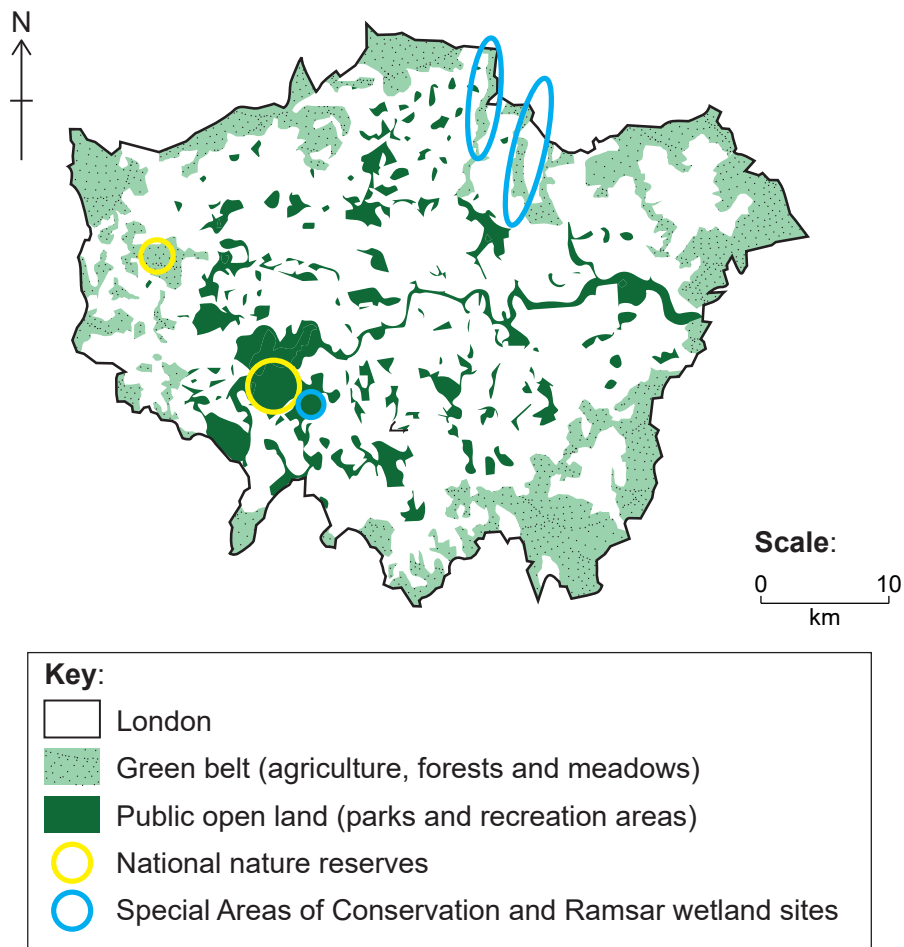 N
Scale:
0 10
km
Key:
London
Green belt (agriculture, forests and meadows)
Public open land (parks and recreation areas)
National nature reserves
Special Areas of Conservation and Ramsar wetland sites